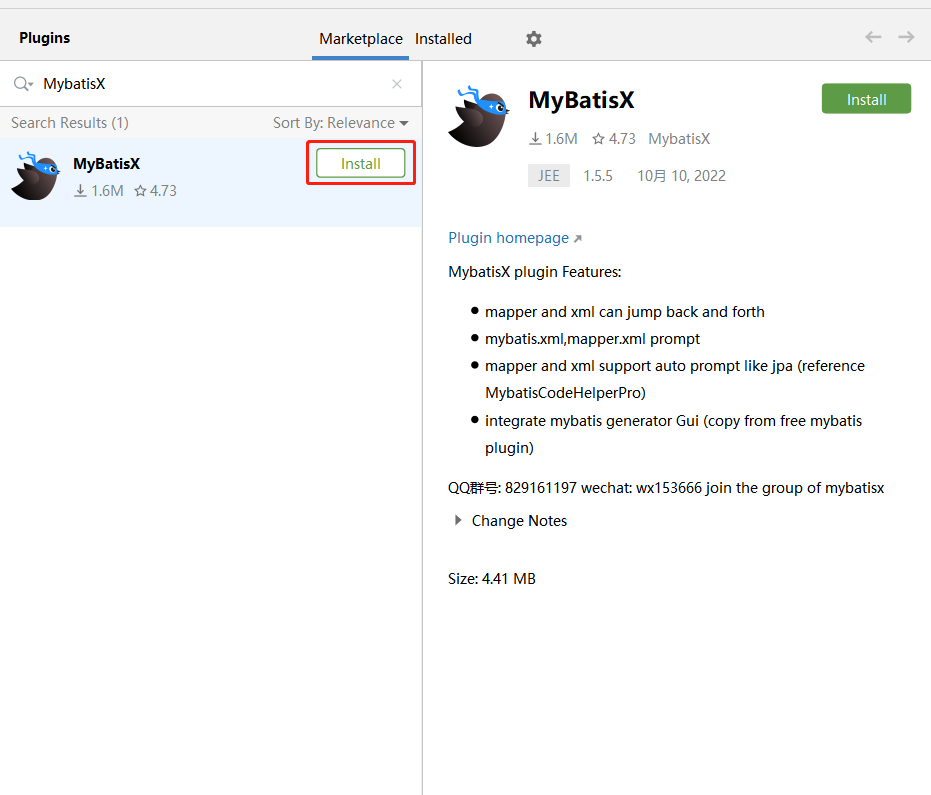 Plugins
Marketplace
Installed
MybatisX
Search Results (1)
Sort By: Relevance
MyBatisX
Install
1.6M
4.73
MyBatisX
Install
1.6M
4.73
MybatisX
JEE
1.5.5
10月 10, 2022
Plugin homepage
MybatisX plugin Features:
mapper and xml can jump back and forth
mybatis.xml,mapper.xml prompt
mapper and xml support auto prompt like jpa (reference
MybatisCodeHelperPro)
integrate mybatis generator Gui (copy from free mybatis
plugin)
QQ群号: 829161197 wechat: wx153666 join the group of mybatisx
Change Notes
Size: 4.41 MB